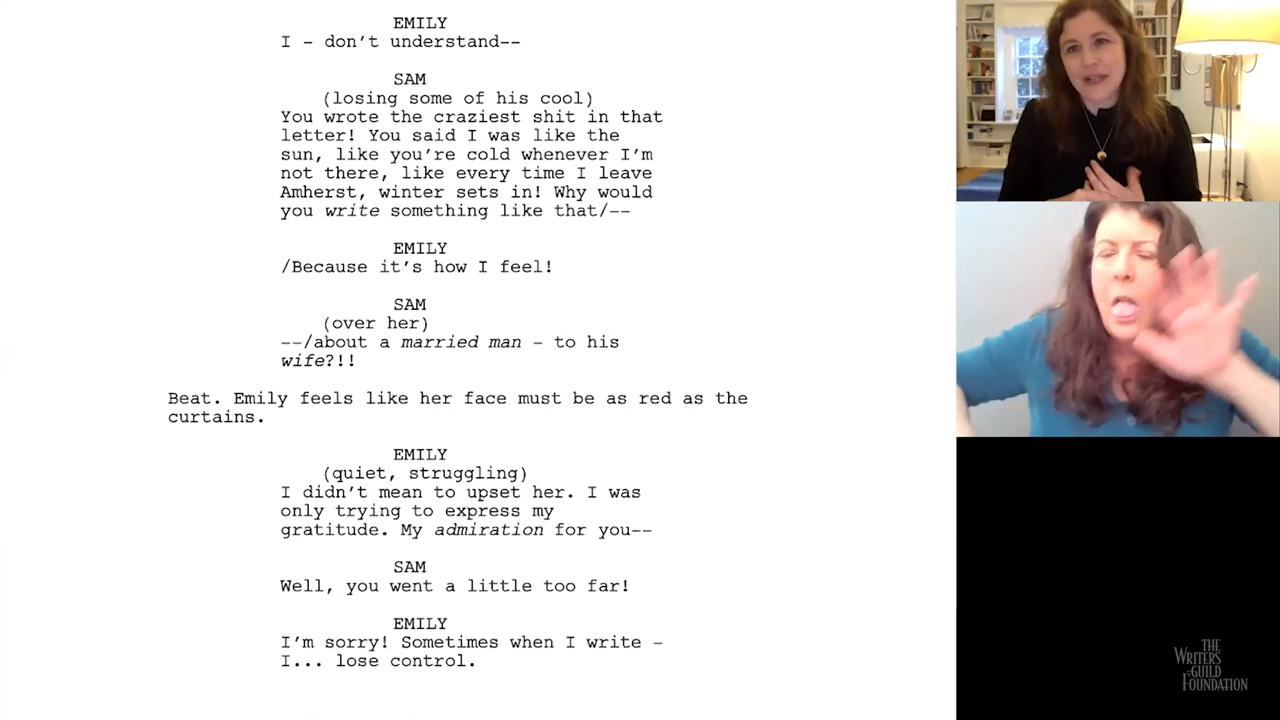 EMILY
I – don't understand--
SAM
(losing some of his cool)
You wrote the craziest shit in that
letter! You said I was like the
sun, like you're cold whenever I'm
not there, like every time I leave
Amherst, winter sets in! Why would
you write something like that/--
EMILY
/Because it's how I feel!
SAM
(over her)
--/about a married man – to his
wife?!!
Beat. Emily feels like her face must be as red as the
curtains.
EMILY
(quiet, struggling)
I didn't mean to upset her. I was
only trying to express my
gratitude. My admiration for you--
SAM
Well, you went a little too far!
EMILY
I'm sorry! Sometimes when I write –
I... lose control.
THE
WRITERS
GUILD
FOUNDATION